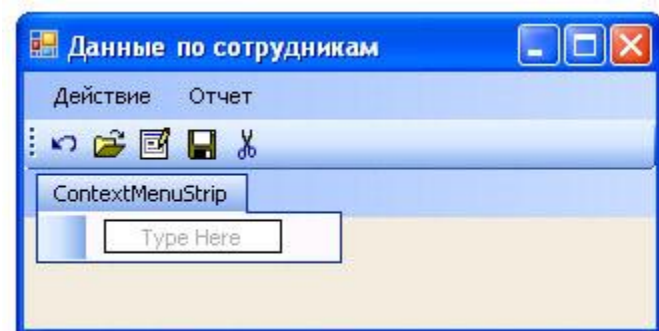 Данные по сотрудникам
Действие Отчет
ContextMenuStrip
Type Here